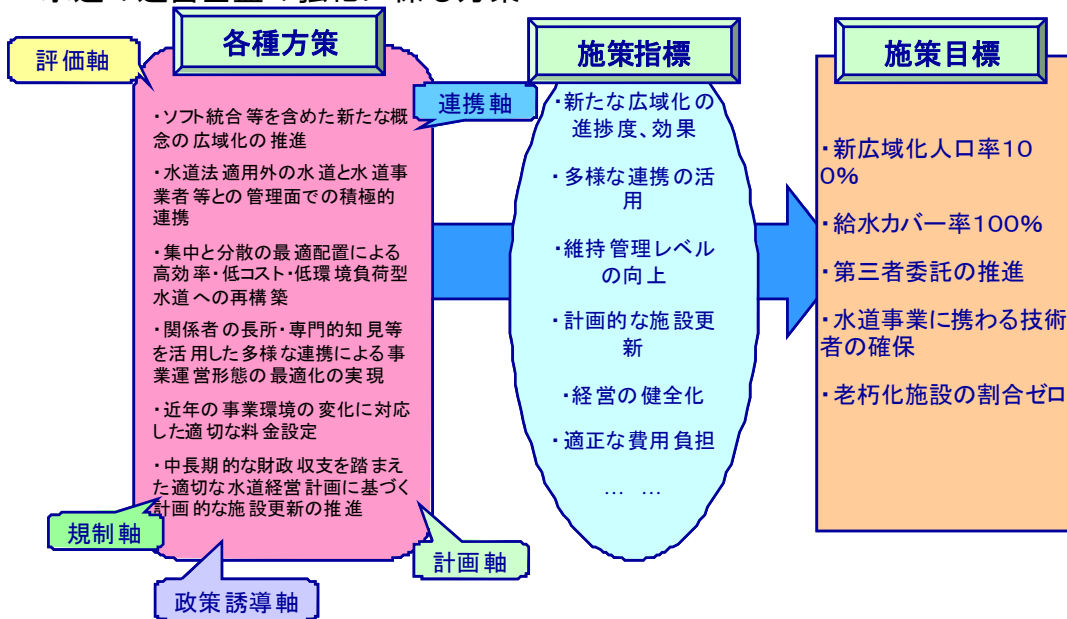 水道の運営基盤の強化に係る方策
評価軸
各種方策
連携軸
・ソフト統合等を含めた新たな概
念の広域化の推進
・水道法適用外の水道と水道事
業者等との管理面での積極的
連携
・集中と分散の最適配置による
高効率・低コスト・低環境負荷型
水道への再構築
・関係者の長所・専門的知見等
を活用した多様な連携による事
業運営形態の最適化の実現
・近年の事業環境の変化に対応
した適切な料金設定
・中長期的な財政収支を踏まえ
た適切な水道経営計画に基づく
計画的な施設更新の推進
規制軸
政策誘導軸
計画軸
施策指標
・新たな広域化の
進捗度、効果
・多様な連携の活
用
・維持管理レベル
の向上
・計画的な施設更
新
・経営の健全化
・適正な費用負担
… …
施策目標
・新広域化人口率10
0%
・給水カバー率100%
・第三者委託の推進
・水道事業に携わる技術
者の確保
・老朽化施設の割合ゼロ